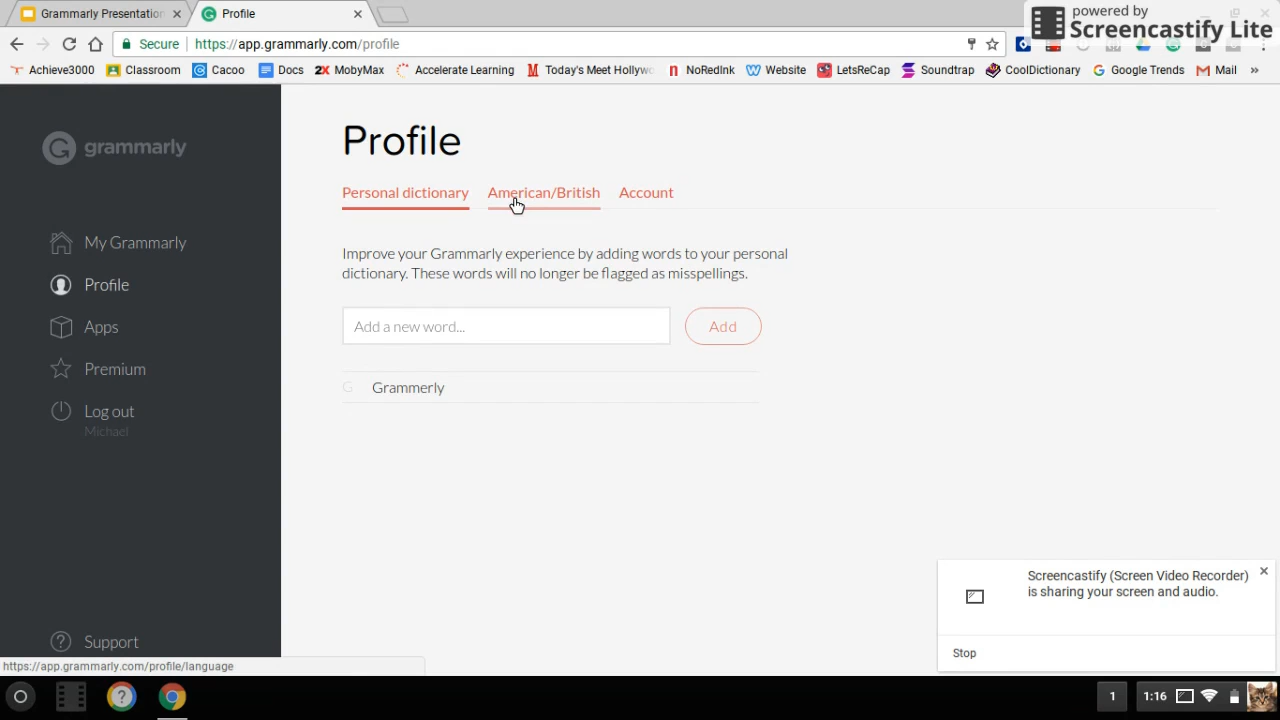 Grammarly Presentation
Profile
powered by
Screencastify Lite
Secure
https://app.grammarly.com/profile
Achieve3000
Classroom
Cacoo
Docs
2X MobyMax
Accelerate Learning
Today's Meet Hollywo
n NoRedInk
Website
LetsReCap
Soundtrap
CoolDictionary
Google Trends
Mail
»
grammarly
My Grammarly
Profile
Apps
Premium
Log out
Michael
Support
Profile
Personal dictionary
American/British
Account
Improve your Grammarly experience by adding words to your personal
dictionary. These words will no longer be flagged as misspellings.
Add a new word...
Add
G Grammerly
Screencastify (Screen Video Recorder)
is sharing your screen and audio.
Stop
https://app.grammarly.com/profile/language
1
1:16